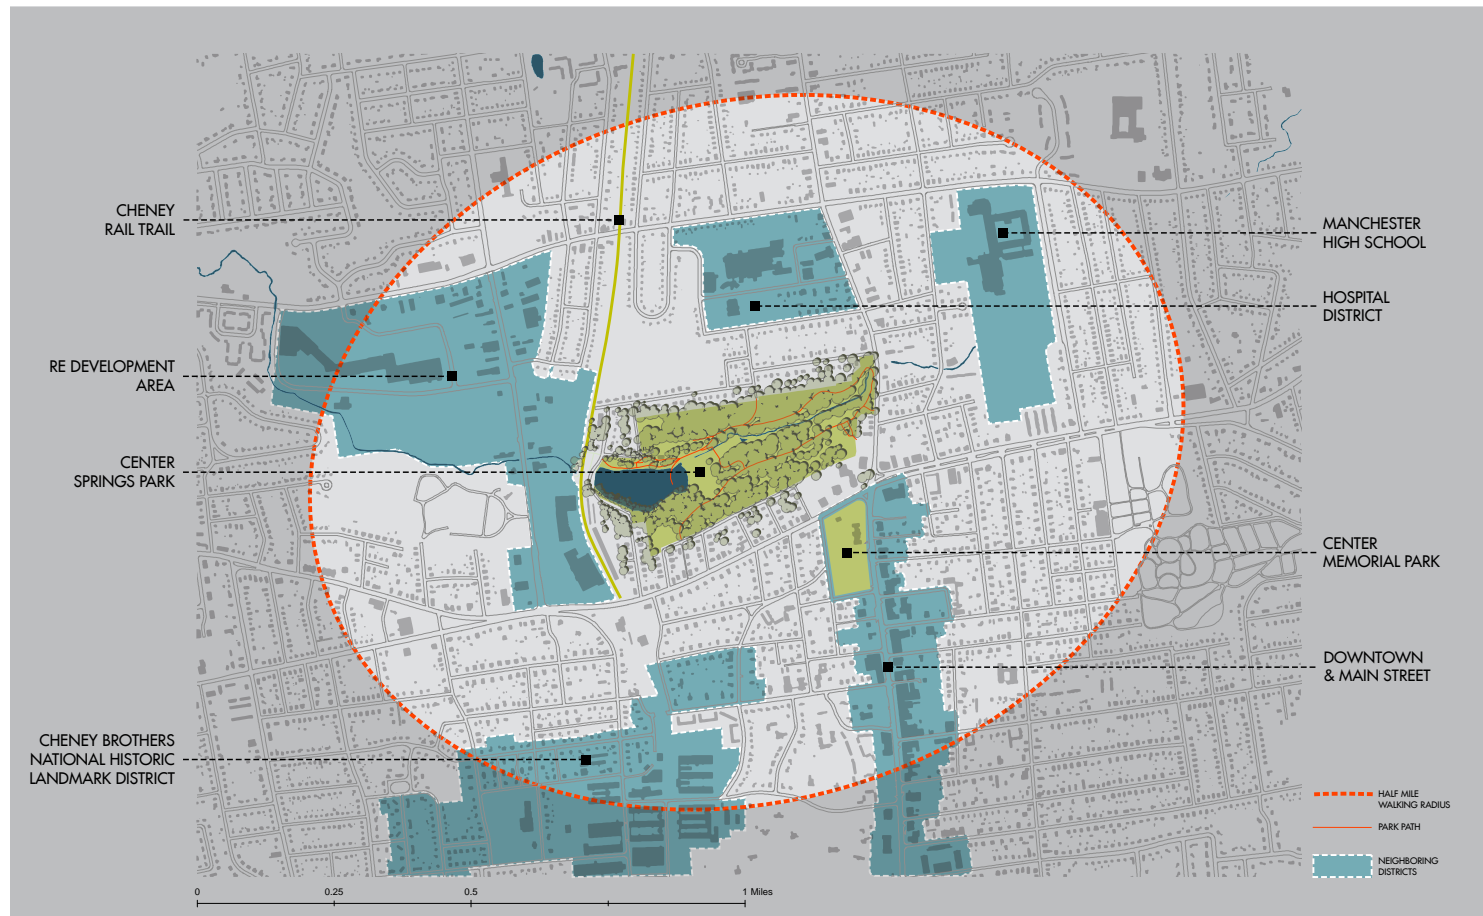 CHENEY
RAIL TRAIL
RE DEVELOPMENT
AREA
CENTER
SPRINGS PARK
CHENEY BROTHERS
NATIONAL HISTORIC
LANDMARK DISTRICT
MANCHESTER
HIGH SCHOOL
HOSPITAL
DISTRICT
CENTER
MEMORIAL PARK
DOWNTOWN
& MAIN STREET
HALF MILE
WALKING RADIUS
PARK PATH
NEIGHBORING
DISTRICTS
0 0.25 0.5 1 Miles